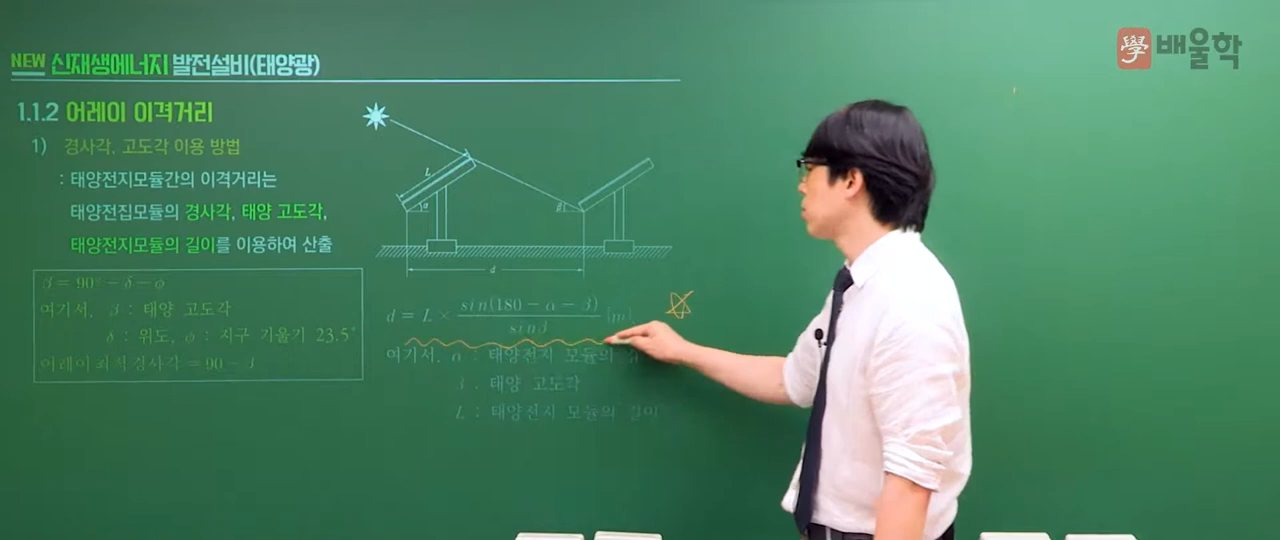 學 배울학
NEW 신재생에너지 발전설비(태양광)
1.1.2 어레이 이격거리
1) 경사각, 고도각 이용 방법
: 태양전지모듈간의 이격거리는
태양전집모듈의 경사각, 태양 고도각,
태양전지모듈의 길이를 이용하여 산출
β = 90° - δ - φ
여기서, β : 태양 고도각
δ : 위도, φ : 지구 기울기 23.5°
어레이 최적 경사각 = 90 - β
L
α
β
d
d = L × sin(180 - α - β) / sinβ [m]
여기서, α : 태양전지 모듈의
β : 태양 고도각
L : 태양전지 모듈의 길이